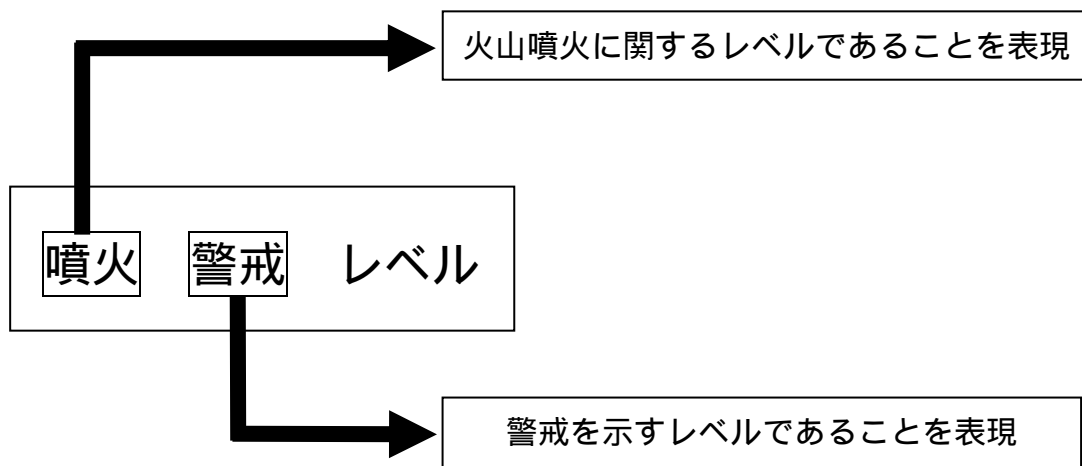 火山噴火に関するレベルであることを表現
噴火 警戒 レベル
警戒を示すレベルであることを表現